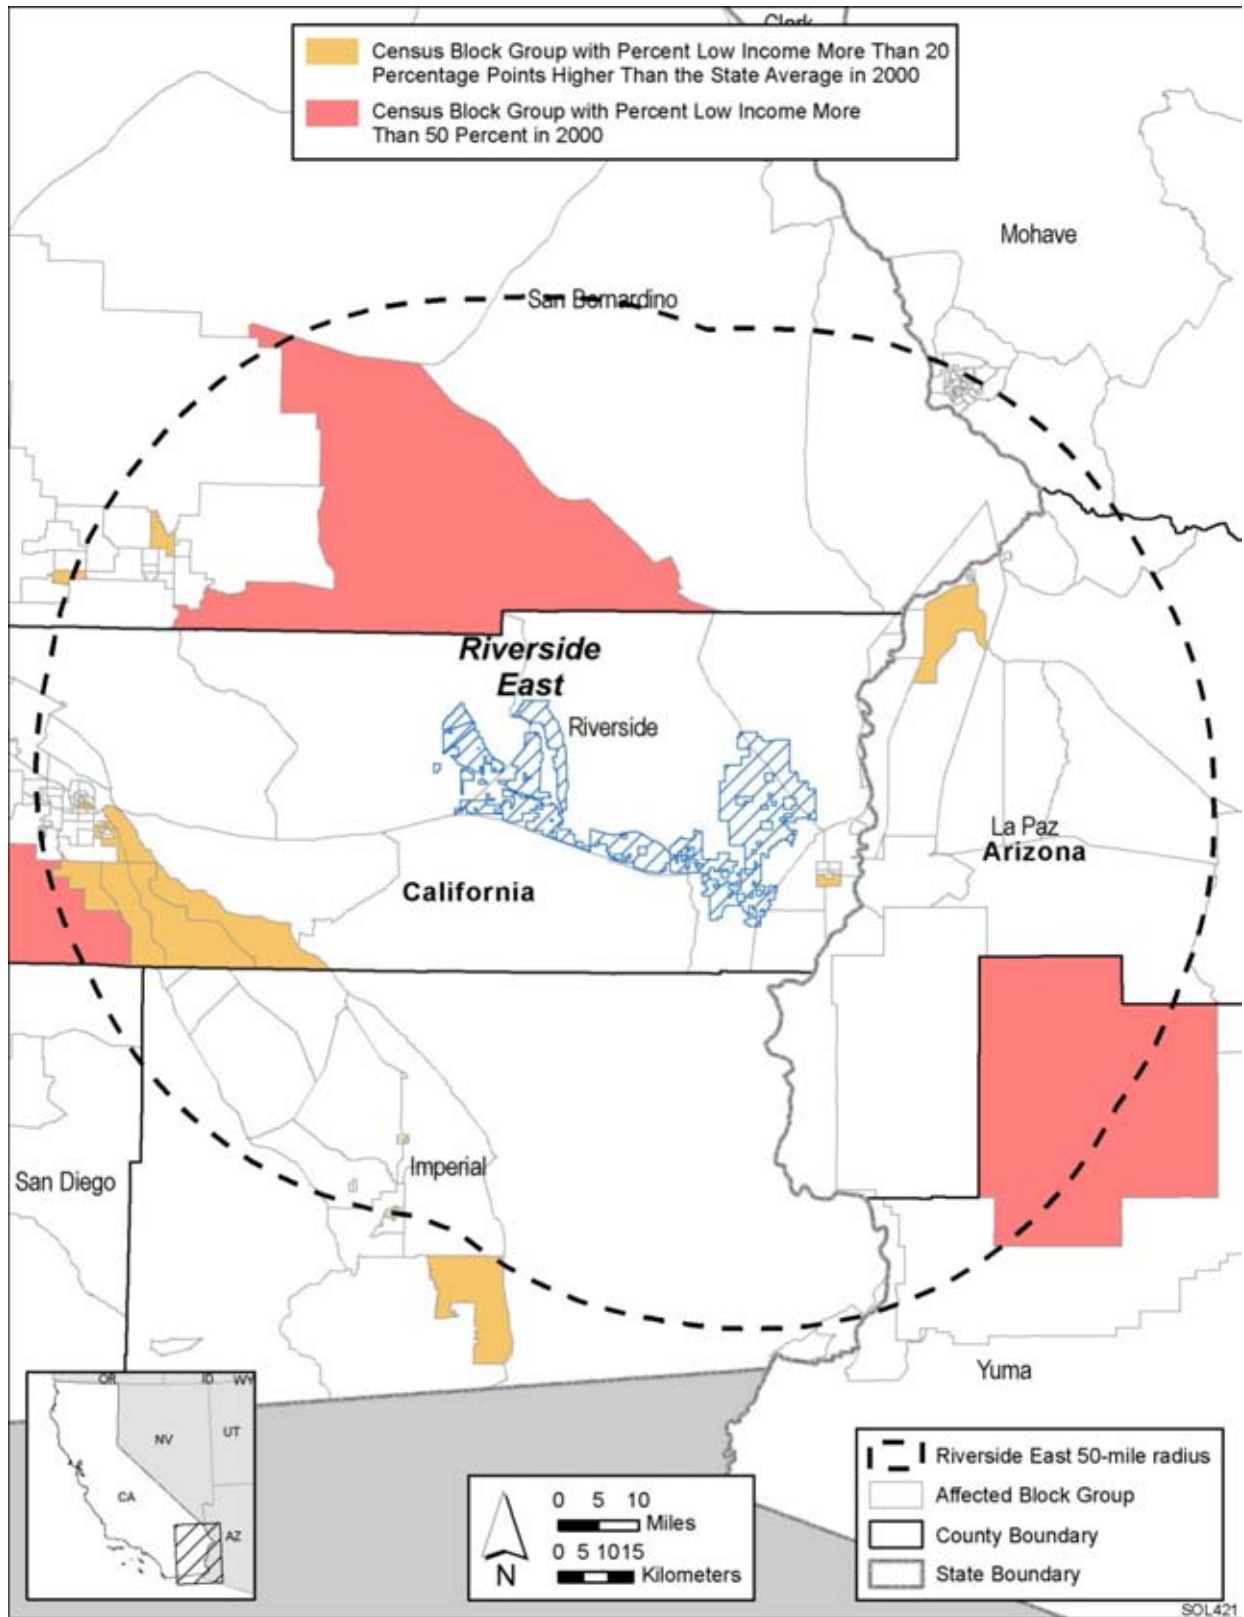 Clark
Census Block Group with Percent Low Income More Than 20
Percentage Points Higher Than the State Average in 2000
Census Block Group with Percent Low Income More
Than 50 Percent in 2000
Mohave
San Bernardino
Riverside
East
Riverside
La Paz
Arizona
California
Imperial
San Diego
Yuma
OR
ID
WY
NV
UT
CA
AZ
0 5 10
Miles
0 5 1015
Kilometers
N
Riverside East 50-mile radius
Affected Block Group
County Boundary
State Boundary
SOL421